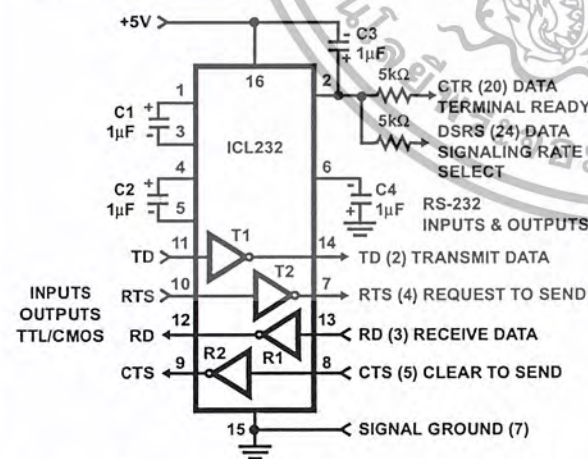 +5V
C3
1µF
-
+
16
1
2
5kΩ
CTR (20) DATA
TERMINAL READY
5kΩ
DSRS (24) DATA
SIGNALING RATE
SELECT
C1
1µF
+
-
3
ICL232
4
6
C2
1µF
+
-
5
-
+
C4
1µF
RS-232
INPUTS & OUTPUTS
T1
TD
11
14
TD (2) TRANSMIT DATA
T2
RTS
10
7
RTS (4) REQUEST TO SEND
INPUTS
OUTPUTS
TTL/CMOS
RD
12
13
RD (3) RECEIVE DATA
R1
CTS
9
R2
8
CTS (5) CLEAR TO SEND
15
SIGNAL GROUND (7)